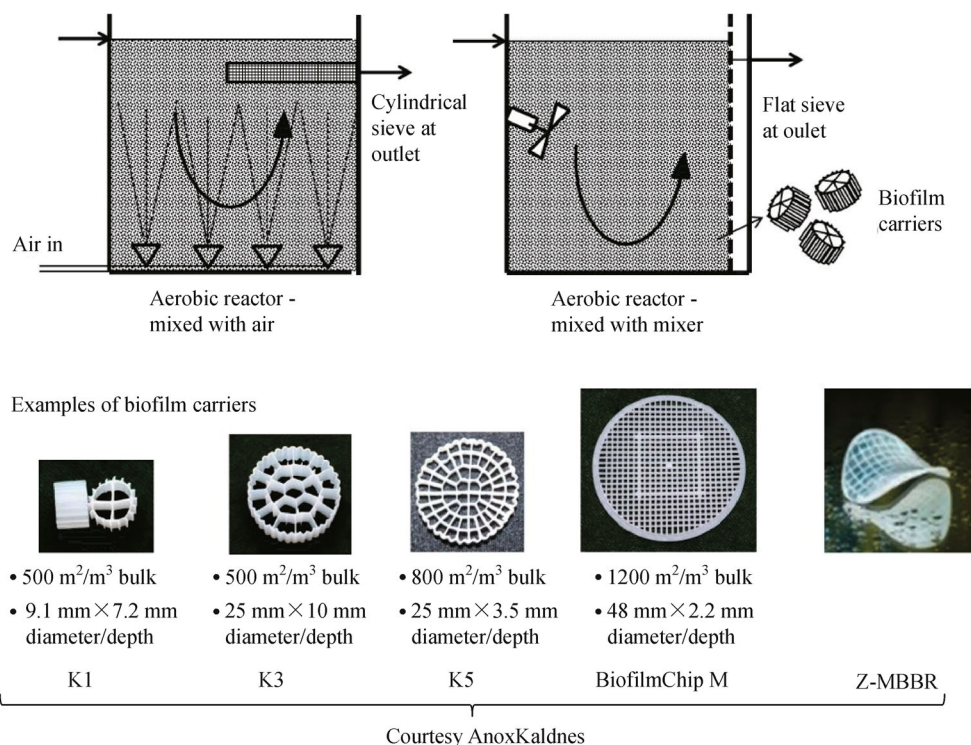 Cylindrical
sieve at
outlet
Air in
Aerobic reactor -
mixed with air
Flat sieve
at oulet
Biofilm
carriers
Aerobic reactor -
mixed with mixer
Examples of biofilm carriers
• 500 m²/m³ bulk
• 9.1 mm×7.2 mm
diameter/depth
K1
• 500 m²/m³ bulk
• 25 mm×10 mm
diameter/depth
K3
• 800 m²/m³ bulk
• 25 mm×3.5 mm
diameter/depth
K5
• 1200 m²/m³ bulk
• 48 mm×2.2 mm
diameter/depth
BiofilmChip M
Z-MBBR
Courtesy AnoxKaldnes